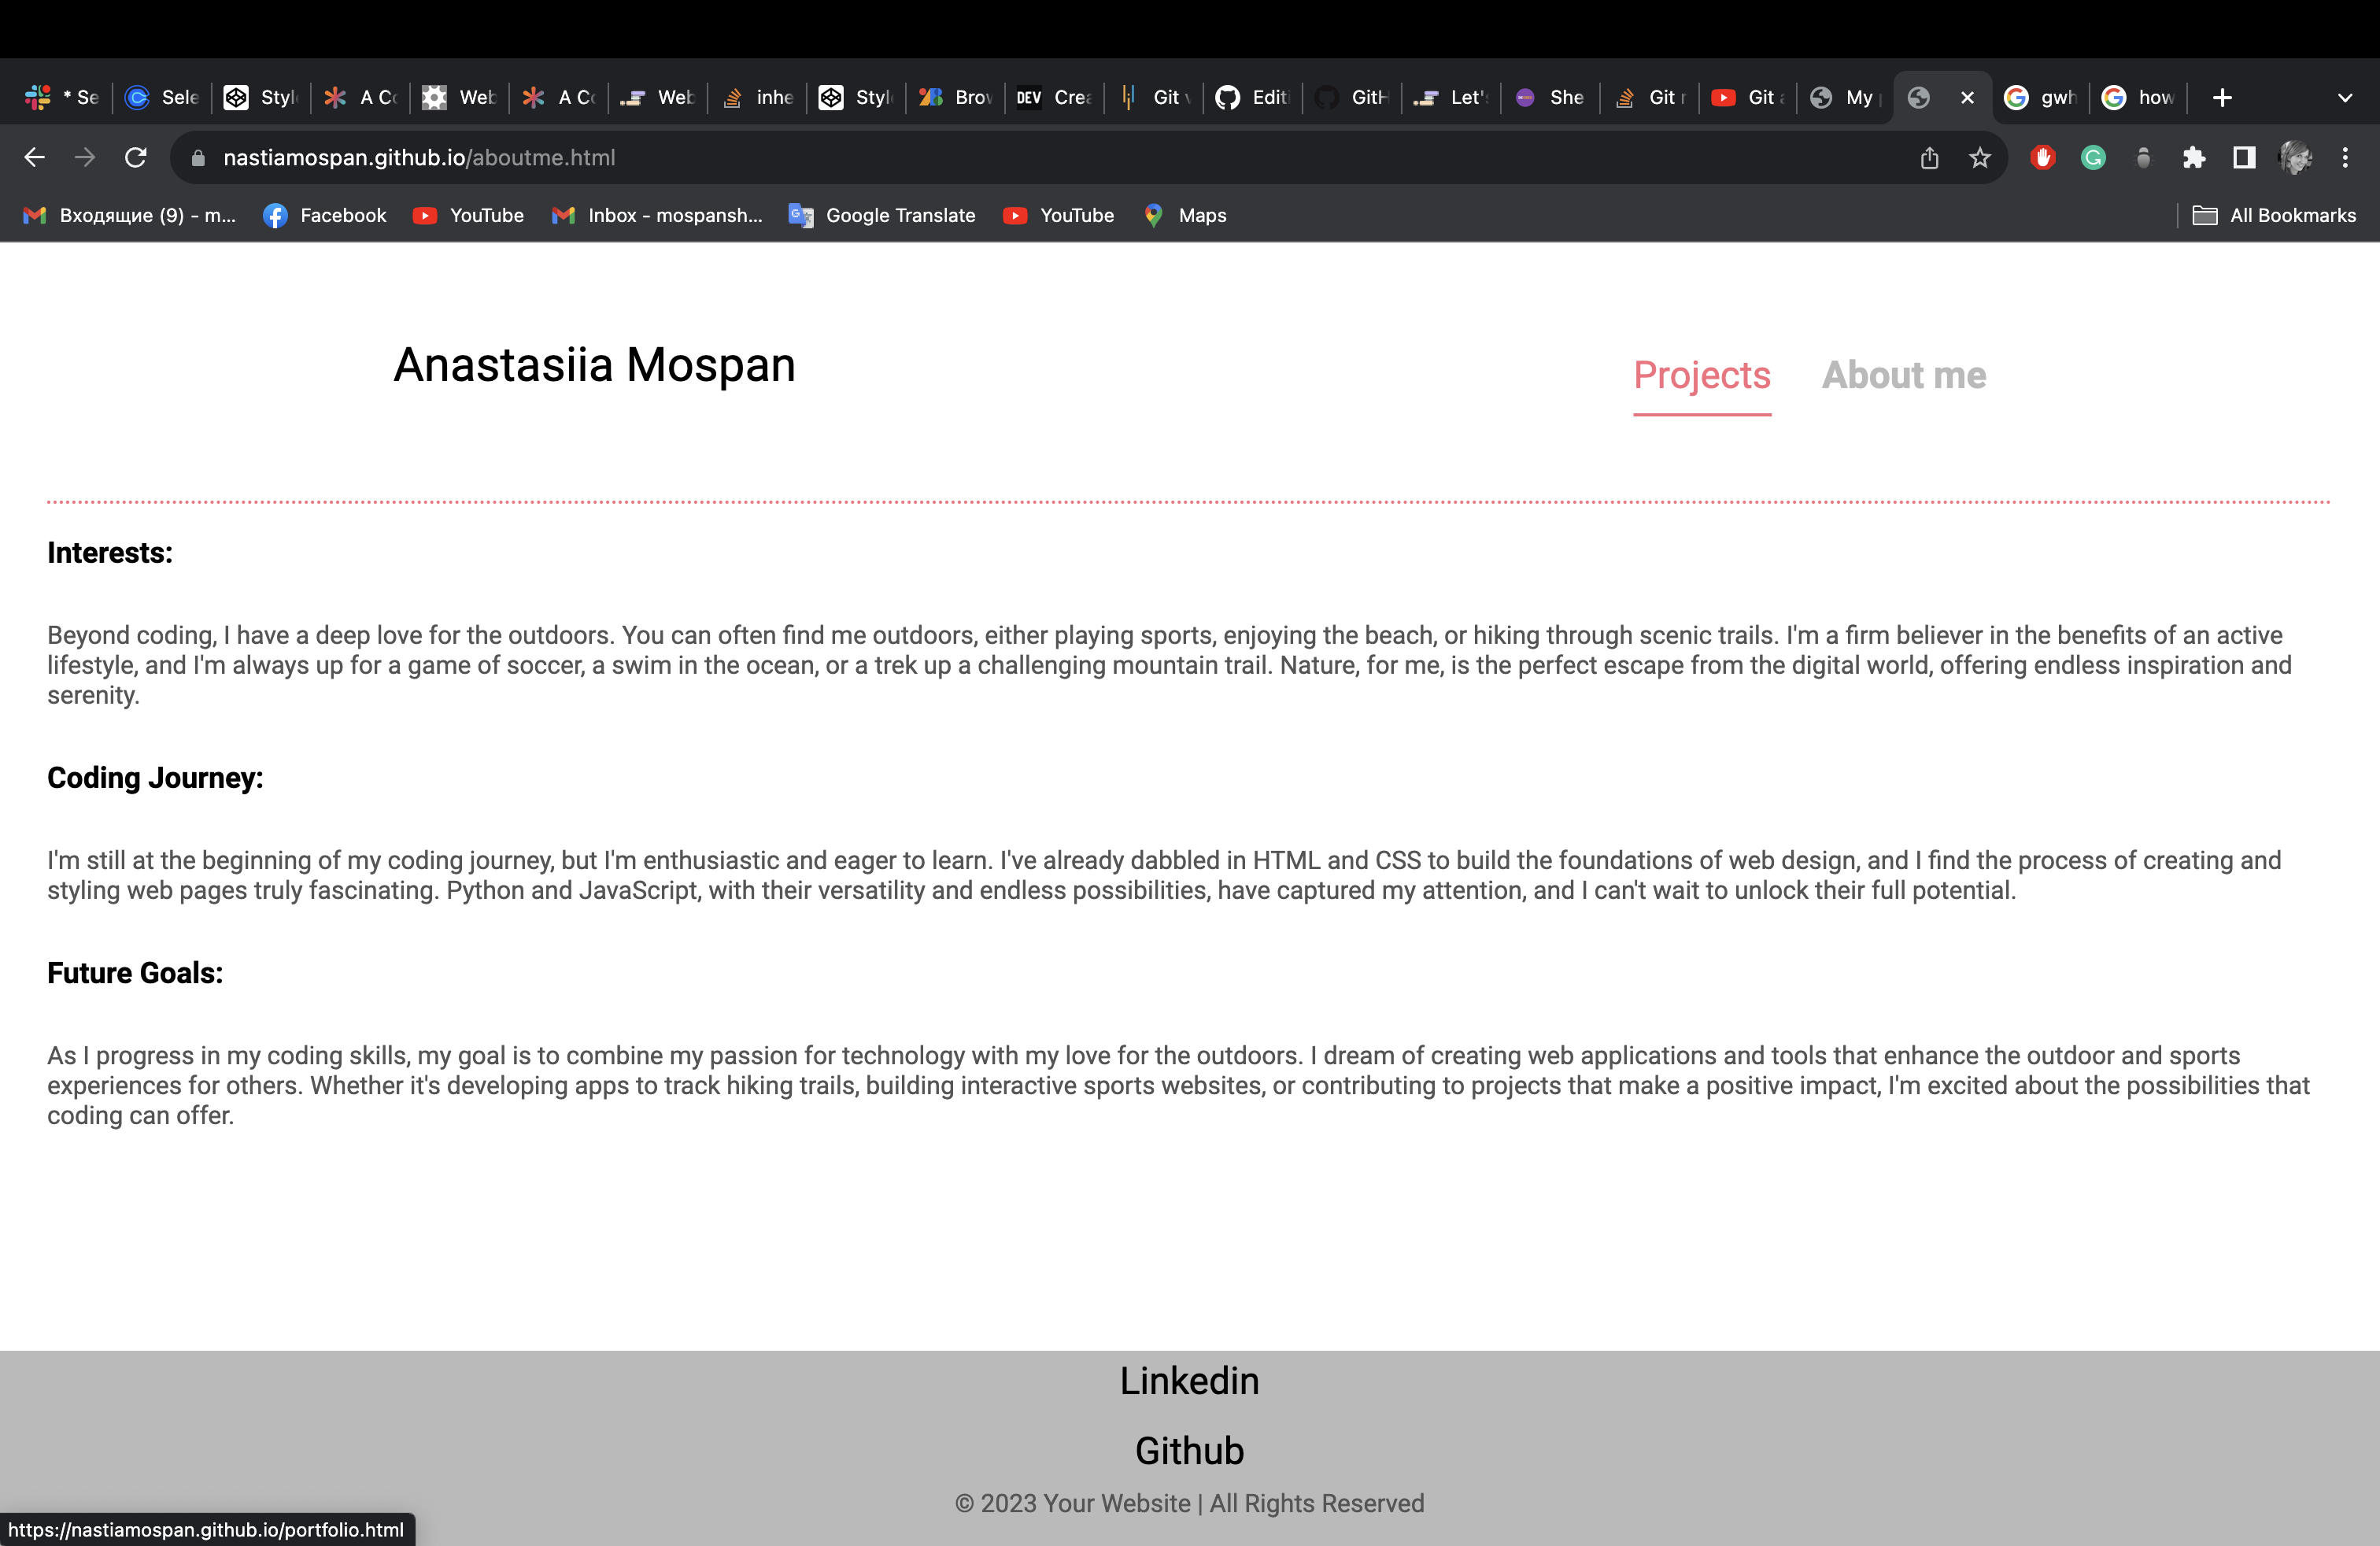 * Se
Sele
Styl
A Co
Web
A Co
Web
inhe
Styl
Brow
DEV Crea
Git v
Editi
GitH
Let's
She
Git r
Git a
My p
gwh
how
nastiamospan.github.io/aboutme.html
Входящие (9) - m...
Facebook
YouTube
Inbox - mospansh...
Google Translate
YouTube
Maps
All Bookmarks
Anastasiia Mospan
Projects
About me
Interests:
Beyond coding, I have a deep love for the outdoors. You can often find me outdoors, either playing sports, enjoying the beach, or hiking through scenic trails. I'm a firm believer in the benefits of an active
lifestyle, and I'm always up for a game of soccer, a swim in the ocean, or a trek up a challenging mountain trail. Nature, for me, is the perfect escape from the digital world, offering endless inspiration and
serenity.
Coding Journey:
I'm still at the beginning of my coding journey, but I'm enthusiastic and eager to learn. I've already dabbled in HTML and CSS to build the foundations of web design, and I find the process of creating and
styling web pages truly fascinating. Python and JavaScript, with their versatility and endless possibilities, have captured my attention, and I can't wait to unlock their full potential.
Future Goals:
As I progress in my coding skills, my goal is to combine my passion for technology with my love for the outdoors. I dream of creating web applications and tools that enhance the outdoor and sports
experiences for others. Whether it's developing apps to track hiking trails, building interactive sports websites, or contributing to projects that make a positive impact, I'm excited about the possibilities that
coding can offer.
Linkedin
Github
© 2023 Your Website | All Rights Reserved
https://nastiamospan.github.io/portfolio.html